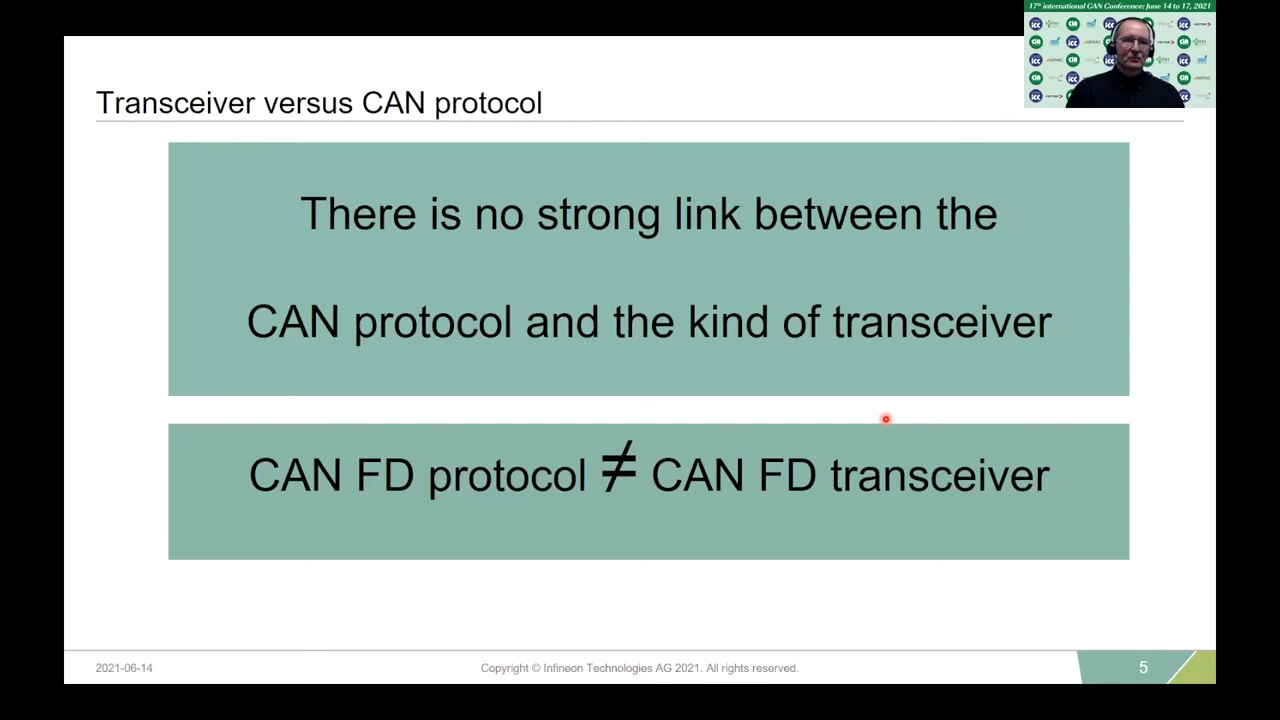 17th international CAN Conference: June 14 to 17, 2021
Transceiver versus CAN protocol
There is no strong link between the
CAN protocol and the kind of transceiver
CAN FD protocol ≠ CAN FD transceiver
2021-06-14
Copyright © Infineon Technologies AG 2021. All rights reserved.
5